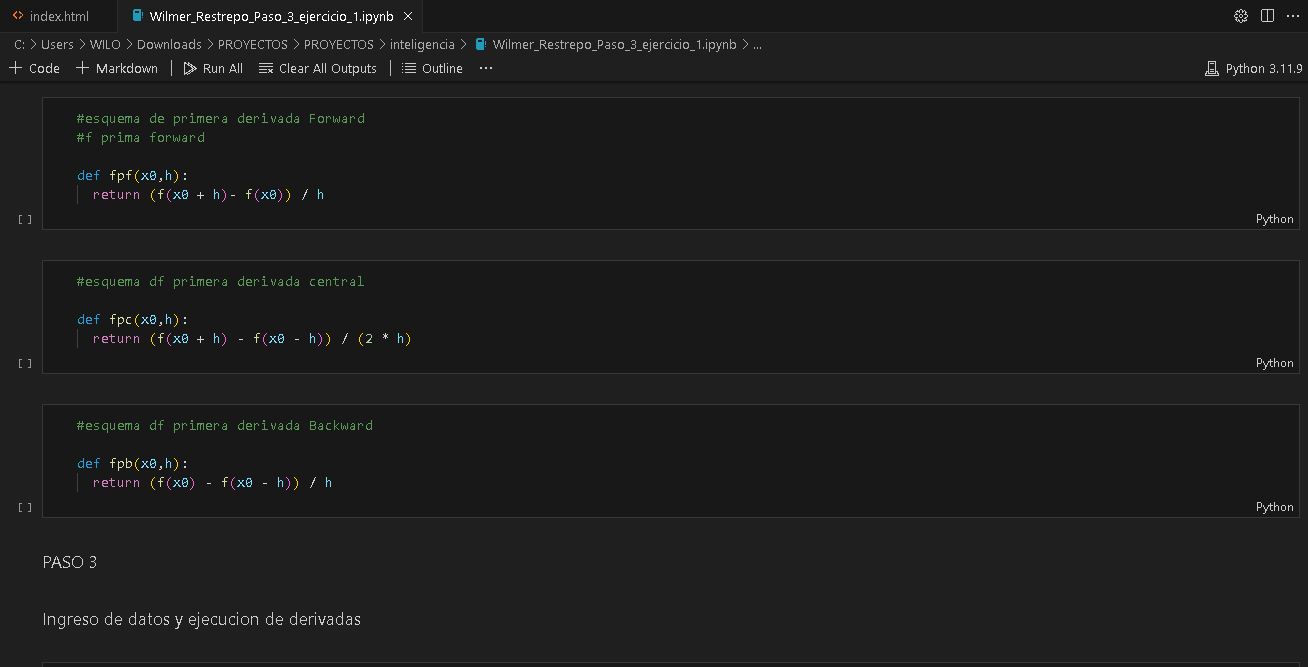 index.html
Wilmer_Restrepo_Paso_3_ejercicio_1.ipynb
C: > Users > WILO > Downloads > PROYECTOS > PROYECTOS > inteligencia > Wilmer_Restrepo_Paso_3_ejercicio_1.ipynb > ...
+ Code + Markdown | Run All Clear All Outputs | Outline ... Python 3.11.9
#esquema de primera derivada Forward
#f prima forward
def fpf(x0,h):
return (f(x0 + h)- f(x0)) / h
[ ]
Python
#esquema df primera derivada central
def fpc(x0,h):
return (f(x0 + h) - f(x0 - h)) / (2 * h)
[ ]
Python
#esquema df primera derivada Backward
def fpb(x0,h):
return (f(x0) - f(x0 - h)) / h
[ ]
Python
PASO 3
Ingreso de datos y ejecucion de derivadas